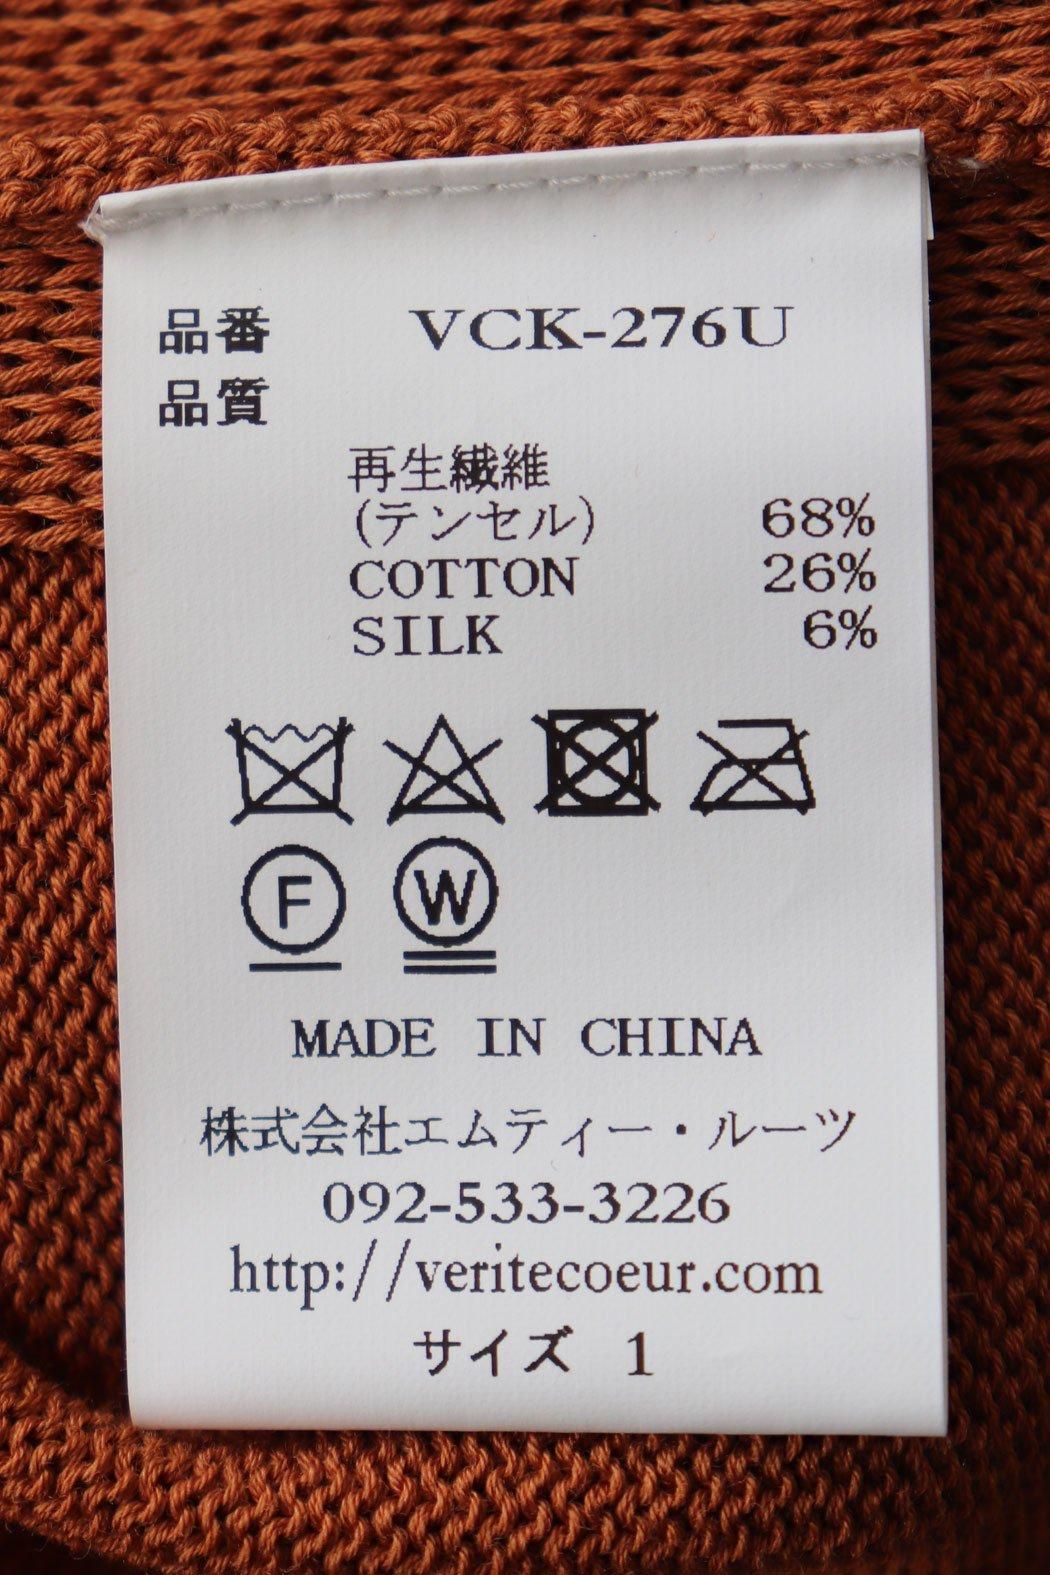 品番 VCK-276U
品質
再生繊維
(テンセル) 68%
COTTON 26%
SILK 6%
F W
MADE IN CHINA
株式会社エムティー・ルーツ
092-533-3226
http://veritecoeur.com
サイズ 1